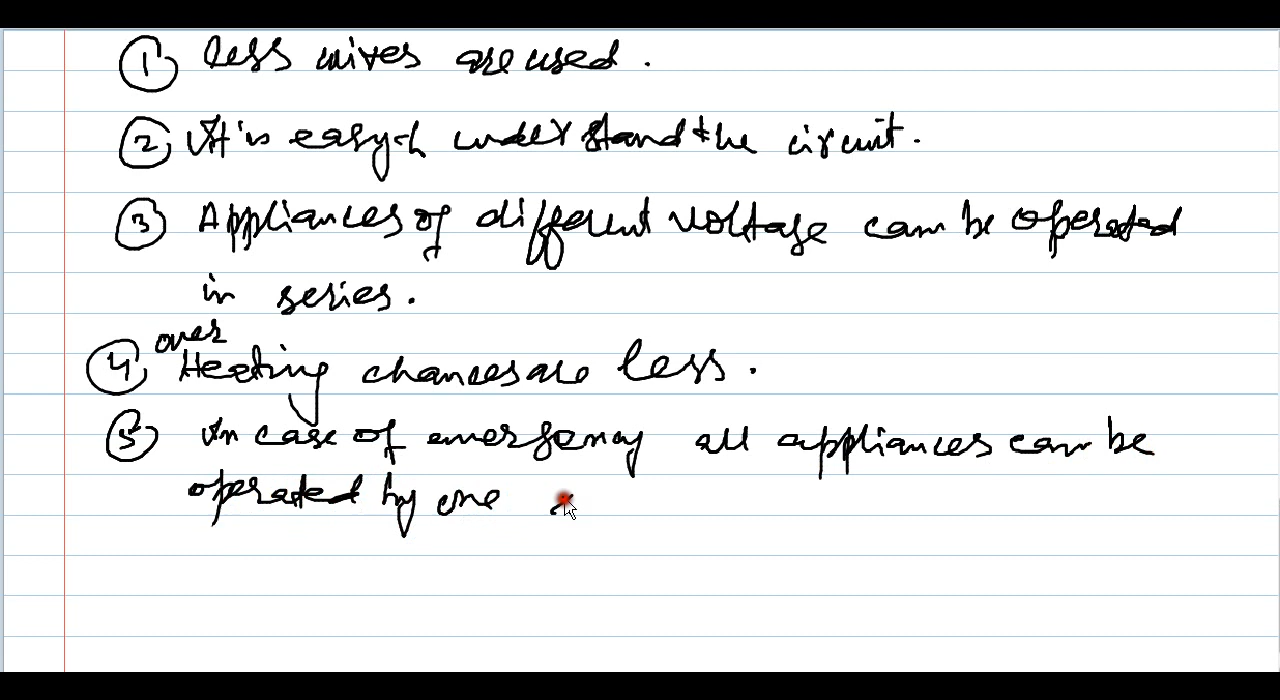 ① Less wires are used.
② It is easy to understand the circuit.
③ Appliances of different voltage can be operated
in series.
over
④ Heating chances are less.
⑤ In case of emergency all appliances can be
operated by one